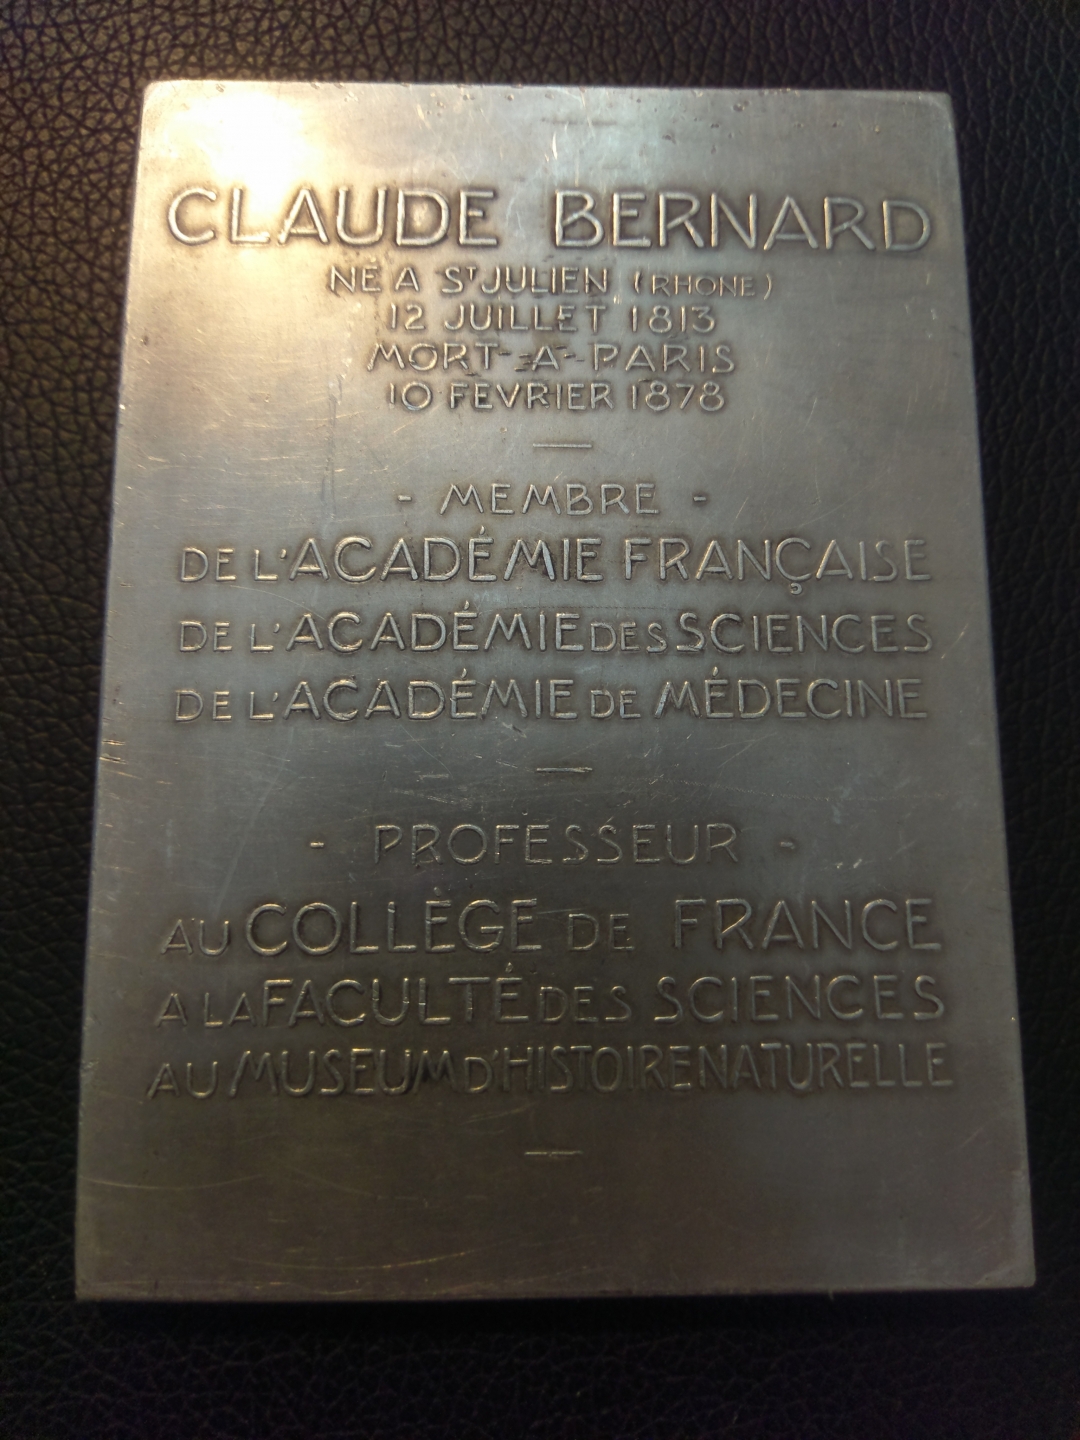 CLAUDE BERNARD
NÉ A ST JULIEN (RHONE)
12 JUILLET 1813
MORT-A-PARIS
10 FEVRIER 1878
- MEMBRE -
DE L'ACADÉMIE FRANÇAISE
DE L'ACADÉMIE DES SCIENCES
DE L'ACADÉMIE DE MÉDECINE
- PROFESSEUR -
AU COLLÈGE DE FRANCE
A LA FACULTÉ DES SCIENCES
AU MUSEUM D'HISTOIRE NATURELLE